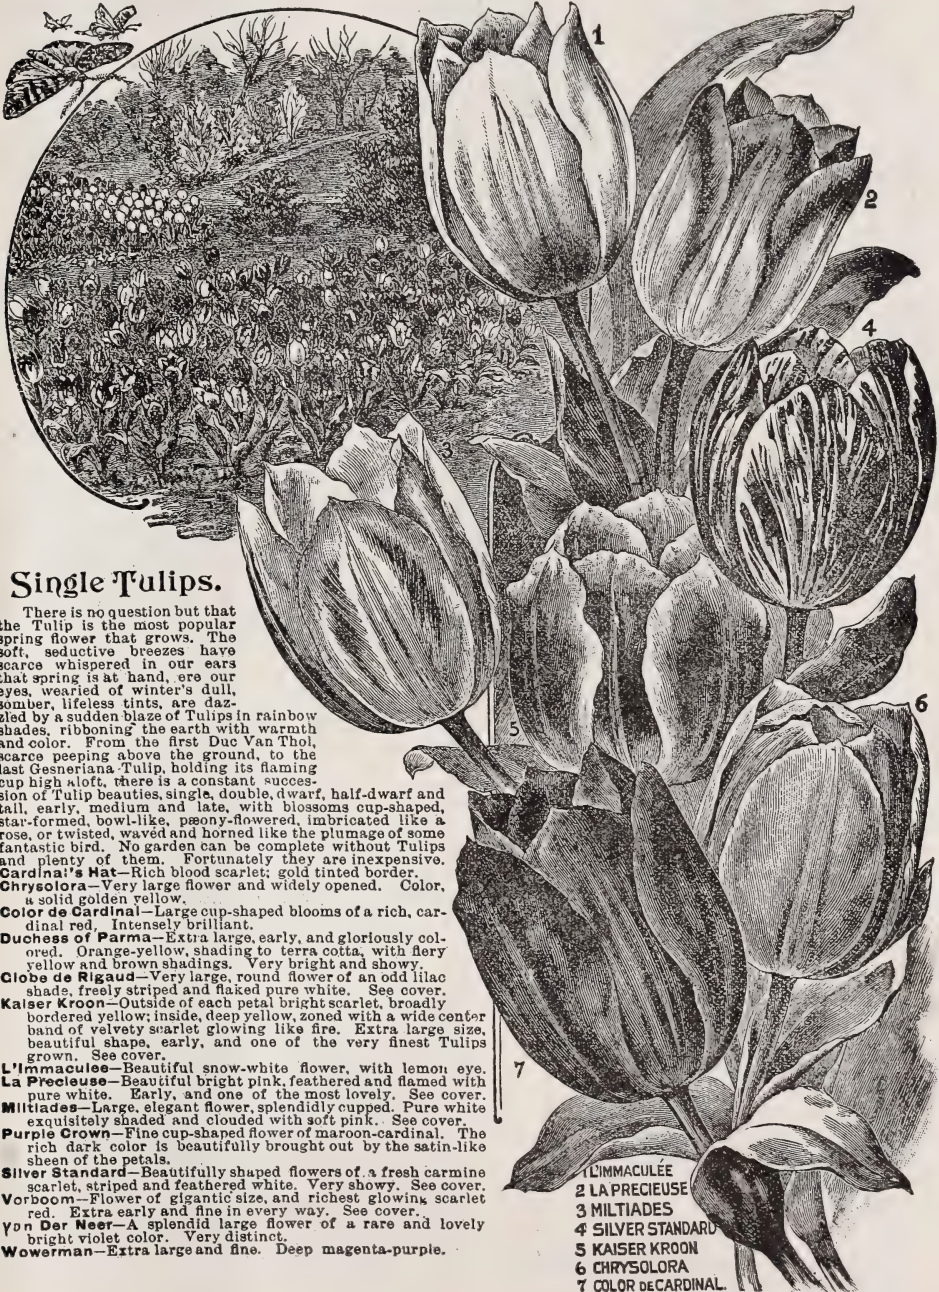 Single Tulips.
There is no question but that
the Tulip is the most popular
spring flower that grows. The
soft, seductive breezes have
scarce whispered in our ears
that spring is at hand, ere our
eyes, wearied of winter's dull,
somber, lifeless tints, are daz-
zled by a sudden blaze of Tulips in rainbow
shades, ribboning the earth with warmth
and color. From the first Duc Van Thol,
scarce peeping above the ground, to the
last Gesneriana Tulip, holding its flaming
cup high aloft, there is a constant succes-
sion of Tulip beauties, single, double, dwarf, half-dwarf and
tall, early, medium and late, with blossoms cup-shaped,
star-formed, bowl-like, pæony-flowered, imbricated like a
rose, or twisted, waved and horned like the plumage of some
fantastic bird. No garden can be complete without Tulips
and plenty of them. Fortunately they are inexpensive.
Cardinal's Hat—Rich blood scarlet; gold tinted border.
Chrysolora—Very large flower and widely opened. Color,
a solid golden yellow.
Color de Cardinal—Large cup-shaped blooms of a rich, car-
dinal red. Intensely brilliant.
Duchess of Parma—Extra large, early, and gloriously col-
ored. Orange-yellow, shading to terra cotta, with fiery
yellow and brown shadings. Very bright and showy.
Globe de Rigaud—Very large, round flower of an odd lilac
shade, freely striped and flaked pure white. See cover.
Kaiser Kroon—Outside of each petal bright scarlet, broadly
bordered yellow; inside, deep yellow, zoned with a wide center
band of velvety scarlet glowing like fire. Extra large size,
beautiful shape, early, and one of the very finest Tulips
grown. See cover.
L'Immaculee—Beautiful snow-white flower, with lemon eye.
La Precieuse—Beautiful bright pink, feathered and flamed with
pure white. Early, and one of the most lovely. See cover.
Miltiades—Large, elegant flower, splendidly cupped. Pure white
exquisitely shaded and clouded with soft pink. See cover.
Purple Crown—Fine cup-shaped flower of maroon-cardinal. The
rich dark color is beautifully brought out by the satin-like
sheen of the petals.
Silver Standard—Beautifully shaped flowers of a fresh carmine
scarlet, striped and feathered white. Very showy. See cover.
Vorboom—Flower of gigantic size, and richest glowing scarlet
red. Extra early and fine in every way. See cover.
Von Der Neer—A splendid large flower of a rare and lovely
bright violet color. Very distinct.
Wowerman—Extra large and fine. Deep magenta-purple.
1
2
3
4
5
6
7
1 L'IMMACULÉE
2 LA PRECIEUSE
3 MILTIADES
4 SILVER STANDARD
5 KAISER KROON
6 CHRYSOLORA
7 COLOR DE CARDINAL.